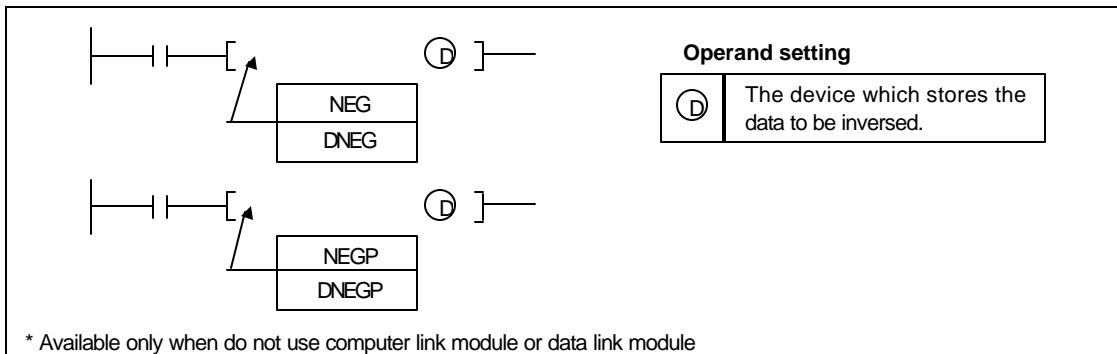 D
Operand setting
NEG
DNEG
D
The device which stores the
data to be inversed.
D
NEGP
DNEGP
* Available only when do not use computer link module or data link module